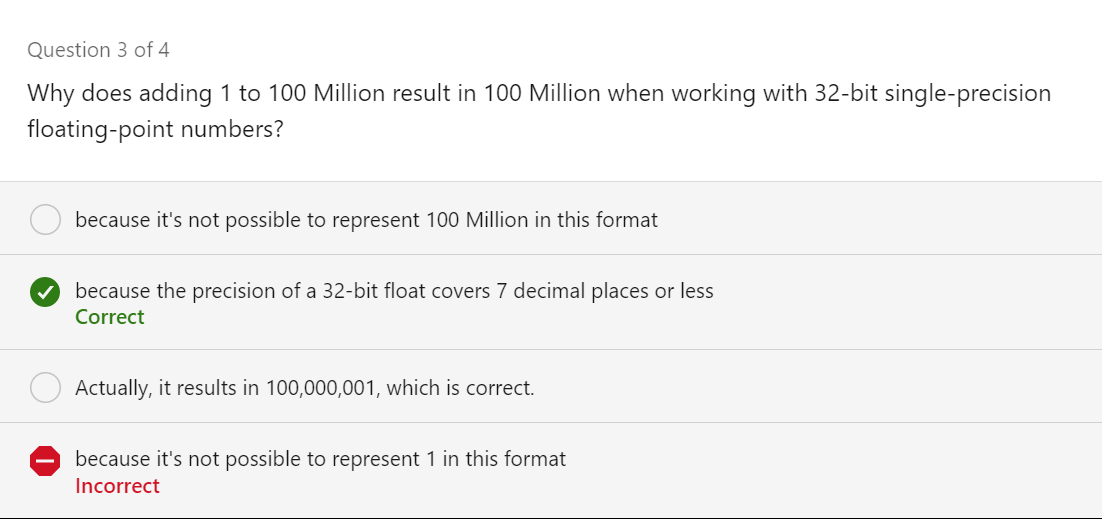 Question 3 of 4
Why does adding 1 to 100 Million result in 100 Million when working with 32-bit single-precision
floating-point numbers?
because it's not possible to represent 100 Million in this format
because the precision of a 32-bit float covers 7 decimal places or less
Correct
Actually, it results in 100,000,001, which is correct.
because it's not possible to represent 1 in this format
Incorrect